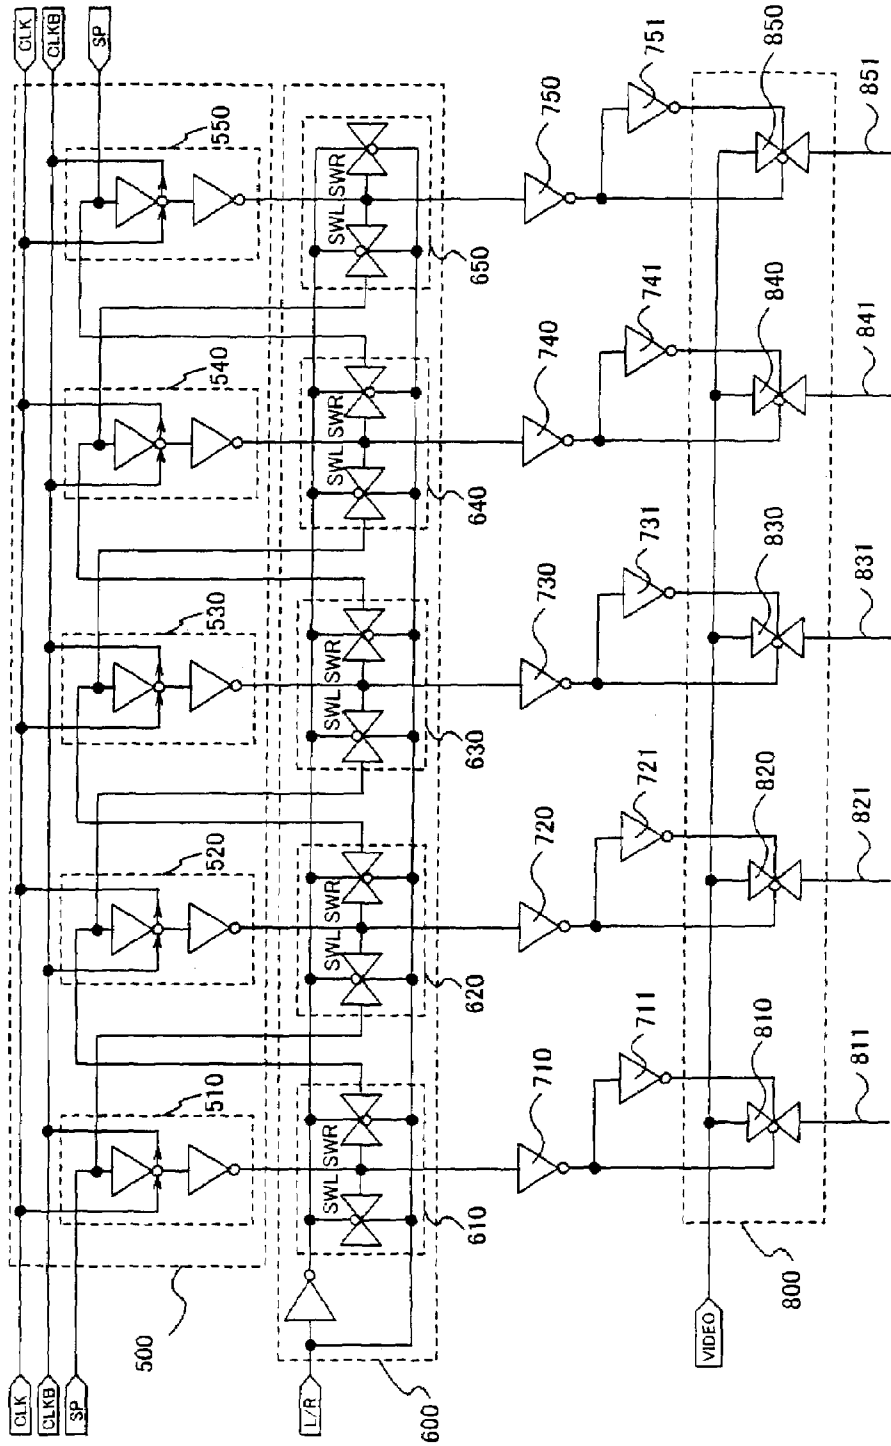 CLK
CLKB
SP
CLK
CLKB
SP
500
510
520
530
540
550
L/R
600
SWL SWR
SWL SWR
SWL SWR
SWL SWR
SWL SWR
610
620
630
640
650
710
711
720
721
730
731
740
741
750
751
VIDEO
800
810
820
830
840
850
811
821
831
841
851